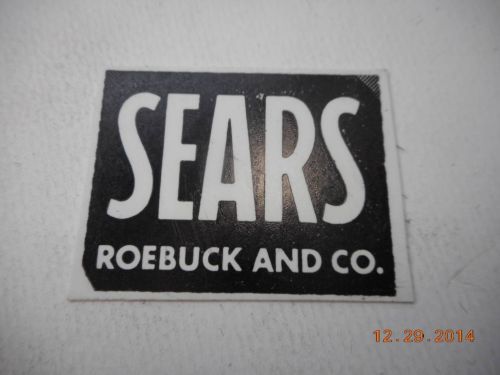 SEARS
ROEBUCK AND CO.
12.29.2014